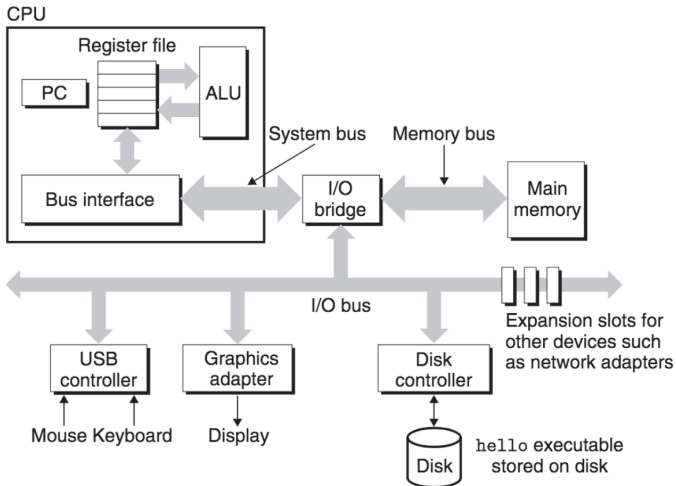 CPU
Register file
PC
ALU
System bus
Memory bus
Bus interface
I/O
bridge
Main
memory
I/O bus
Expansion slots for
other devices such
as network adapters
USB
controller
Graphics
adapter
Disk
controller
Mouse Keyboard
Display
Disk
hello executable
stored on disk